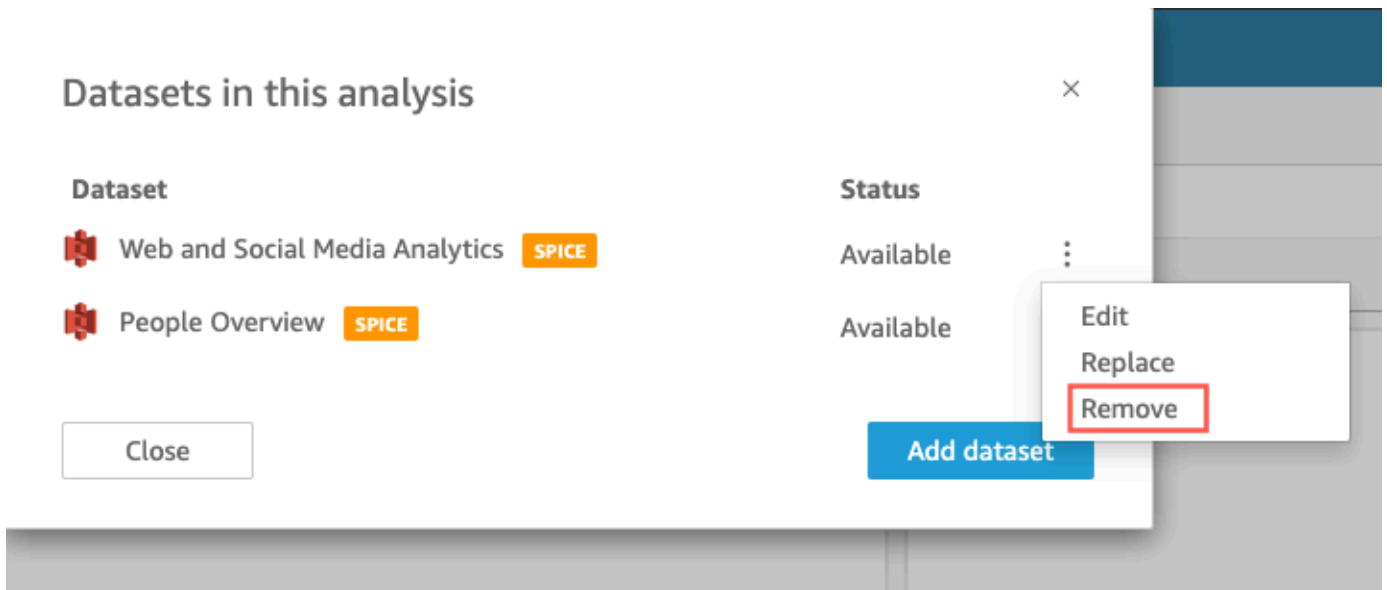 Datasets in this analysis
Dataset Status
Web and Social Media Analytics SPICE Available
People Overview SPICE Available
Edit
Replace
Remove
Close Add dataset